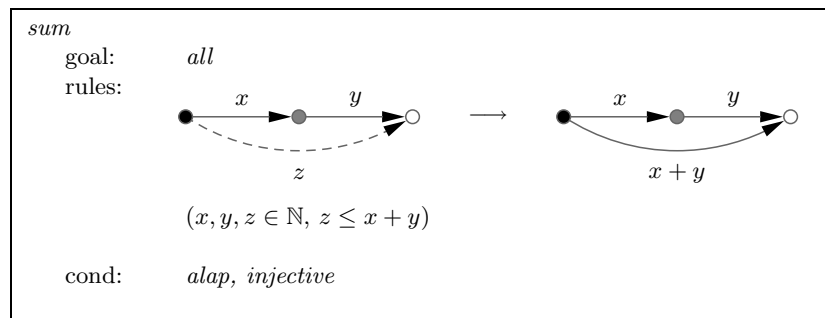 sum
goal: all
rules:
x y ⟶ x y
z x + y
(x, y, z ∈ ℕ, z ≤ x + y)
cond: alap, injective